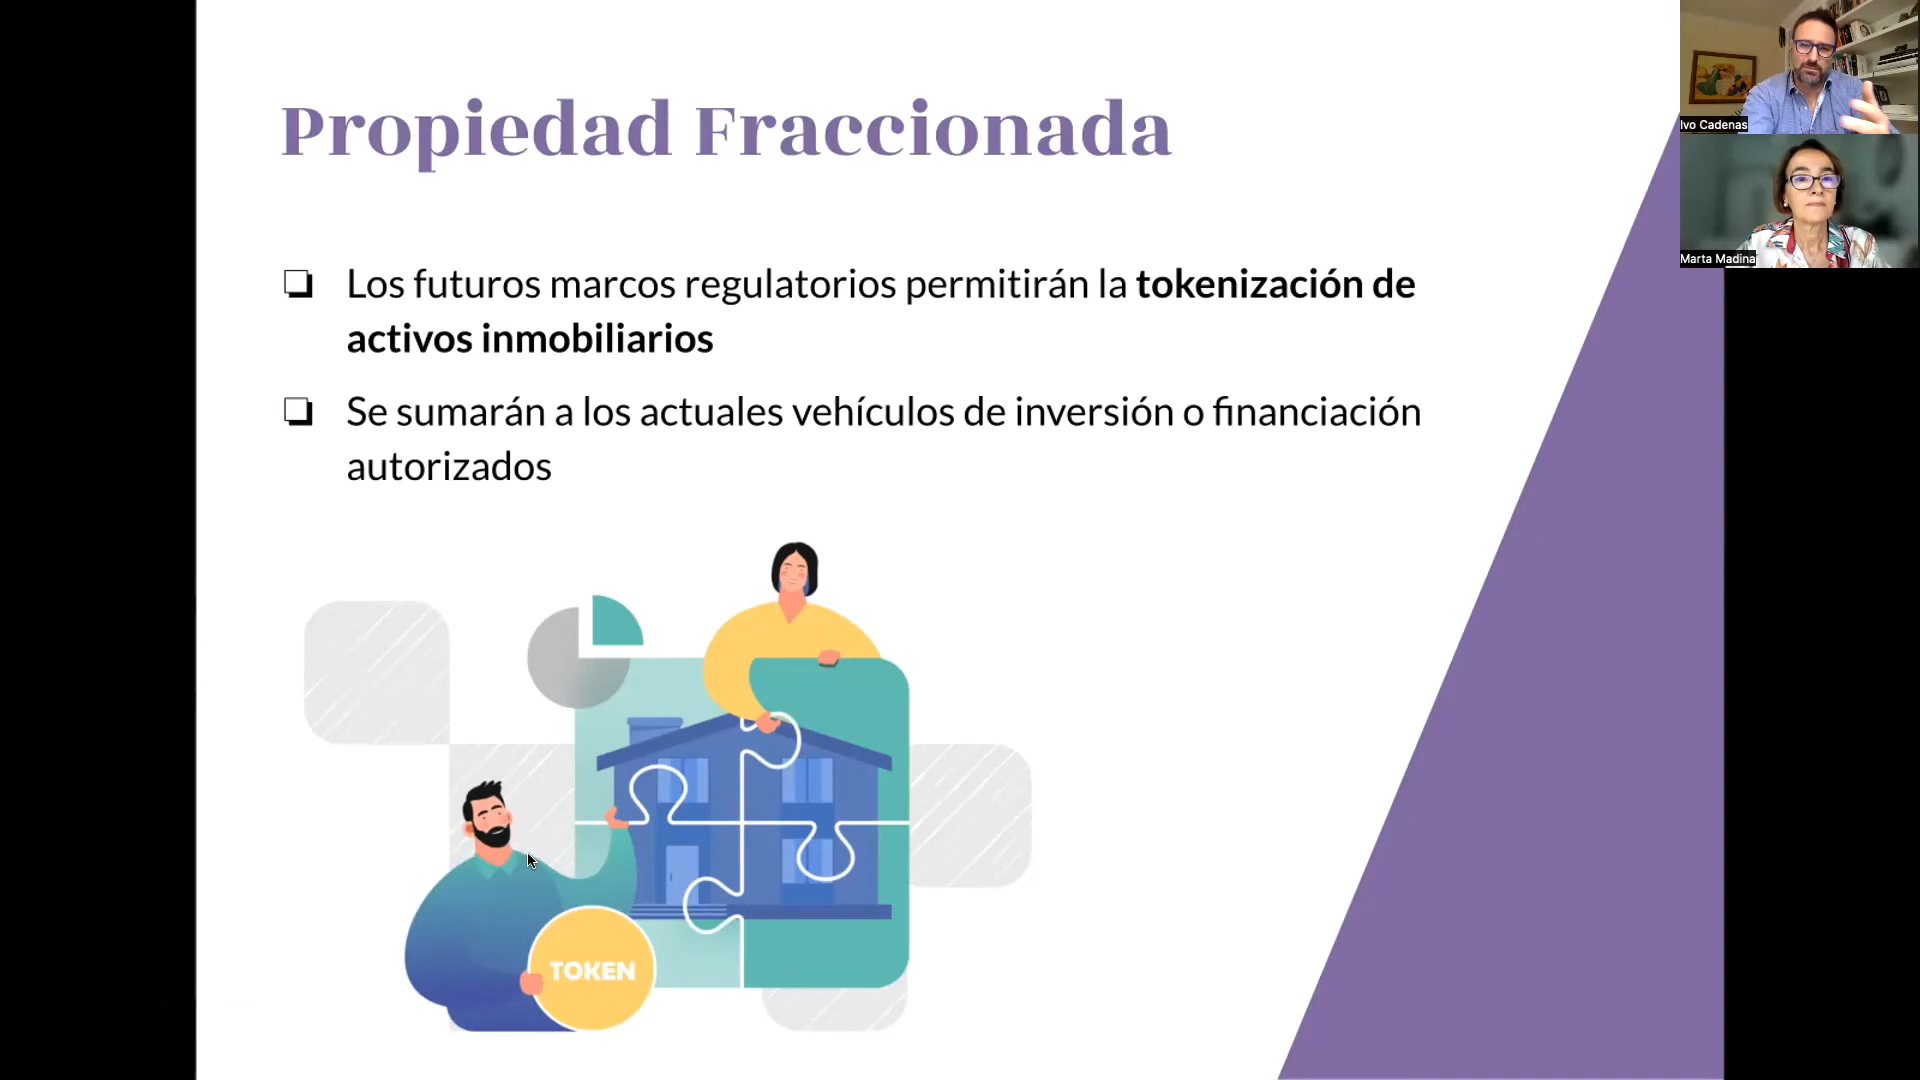 Propiedad Fraccionada
Los futuros marcos regulatorios permitirán la tokenización de
activos inmobiliarios
Se sumarán a los actuales vehículos de inversión o financiación
autorizados
TOKEN
Ivo Cadenas
Marta Madina